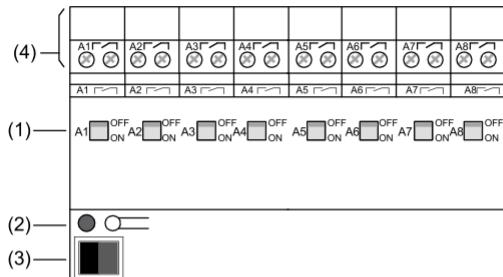 (4)
A1 A2 A3 A4 A5 A6 A7 A8
A1 A2 A3 A4 A5 A6 A7 A8
(1)
A1 OFF ON A2 OFF ON A3 OFF ON A4 OFF ON A5 OFF ON A6 OFF ON A7 OFF ON A8 OFF ON
(2)
(3)